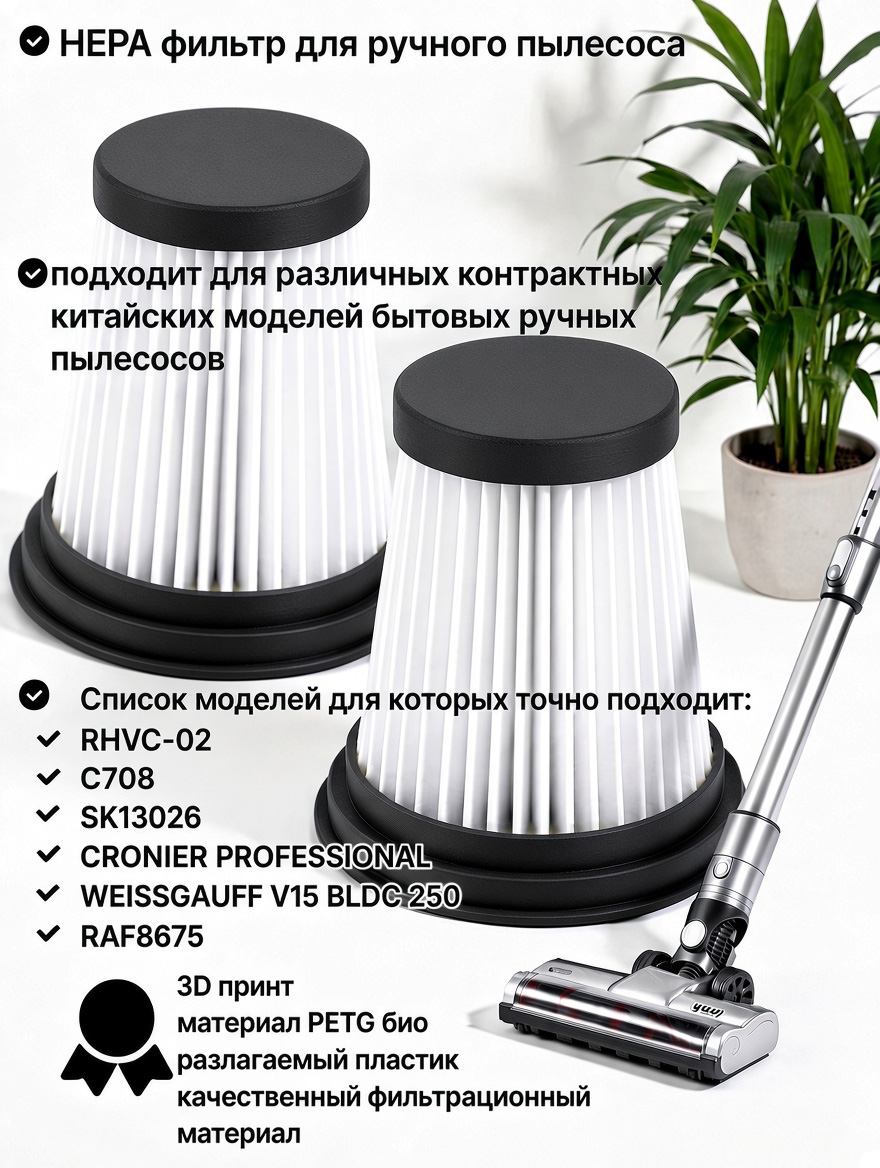 HEPA фильтр для ручного пылесоса
подходит для различных контрактных
китайских моделей бытовых ручных
пылесосов
Список моделей для которых точно подходит:
RHVC-02
C708
SK13026
CRONIER PROFESSIONAL
WEISSGAUFF V15 BLDC 250
RAF8675
3D принт
материал PETG био
разлагаемый пластик
качественный фильтрационный
материал